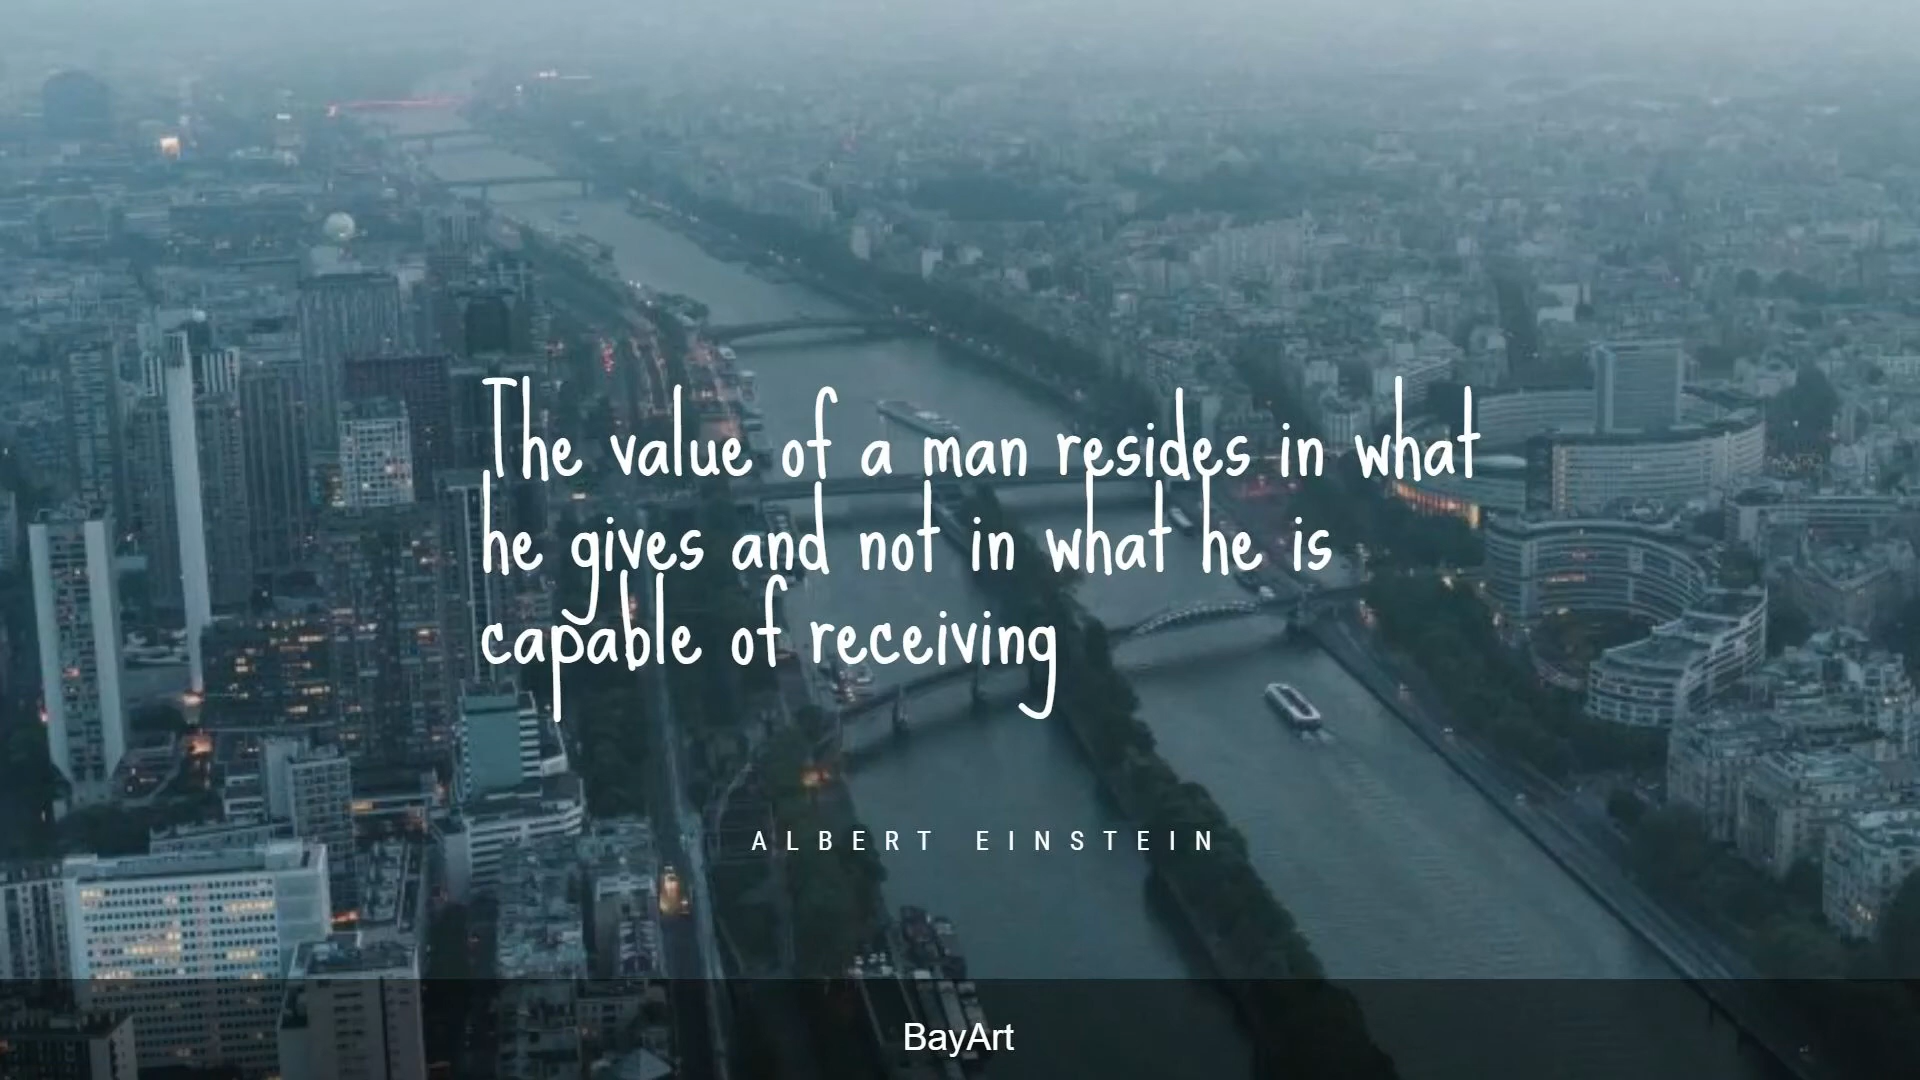 The value of a man resides in what
he gives and not in what he is
capable of receiving
ALBERT EINSTEIN
BayArt